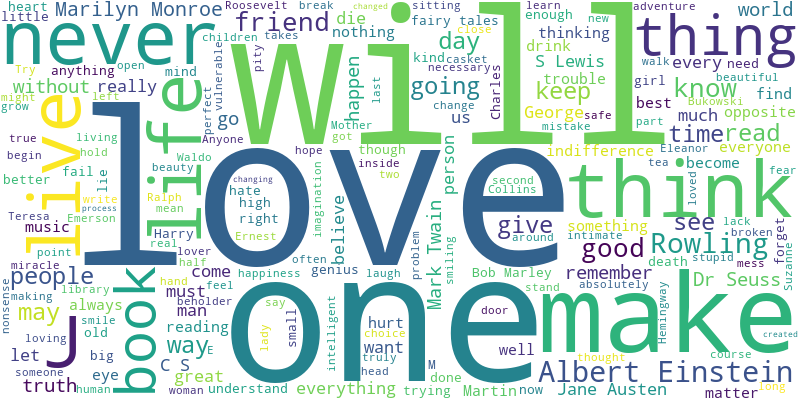 heart
Marilyn Monroe
little
never
Roosevelt
break
friend
die
fairy tales
sitting
learn
adventure
changed
enough
new
world
children
takes
nothing
day
close
thinking
thing
Will
pity
vulnerable
perfect
happen
last
kind
casket
drink
S Lewis
every
need
walk
anything
open
mind
necessary
trouble
girl
beautiful
Try
without
really
going
Charles
keep
best
know
Bukowski
find
might
left
grow
life
go
Mother
us
change
George
safe
part
much
opposite
live
Anyone
got
mistake
time
read
true
living
Waldo
hope
though
person
indifference
Eleanor
everyone
begin
hold
beauty
inside
tea
become
love
better
fail
lie
Ralph
hate
changing
two
second
Collins
think
fear
write
process
mean
high
imagination
believe
loved
Teresa
Emerson
right
give
around
something
see
lack
music
Harry
Ernest
Mark Twain
intimate
broken
forget
point
real
lover
often
problem
smiling
good
Rowling
mess
Suzanne
miracle
half
come
happiness
genius
laugh
Bob Marley
remember
death
stupid
people
book
hand
feel
one
stand
absolutely
Dr Seuss
nonsense
making
library
must
beholder
say
make
Hemingway
may
always
man
small
intelligent
door
J
smile
reading
lady
choice
hurt
created
loving
old
way
E
truly
want
well
thought
course
let
big
C S
head
M
Albert Einstein
someone
eye
great
done
truth
human
woman
understand
everything
trying
Martin
now
Jane Austen
matter
long